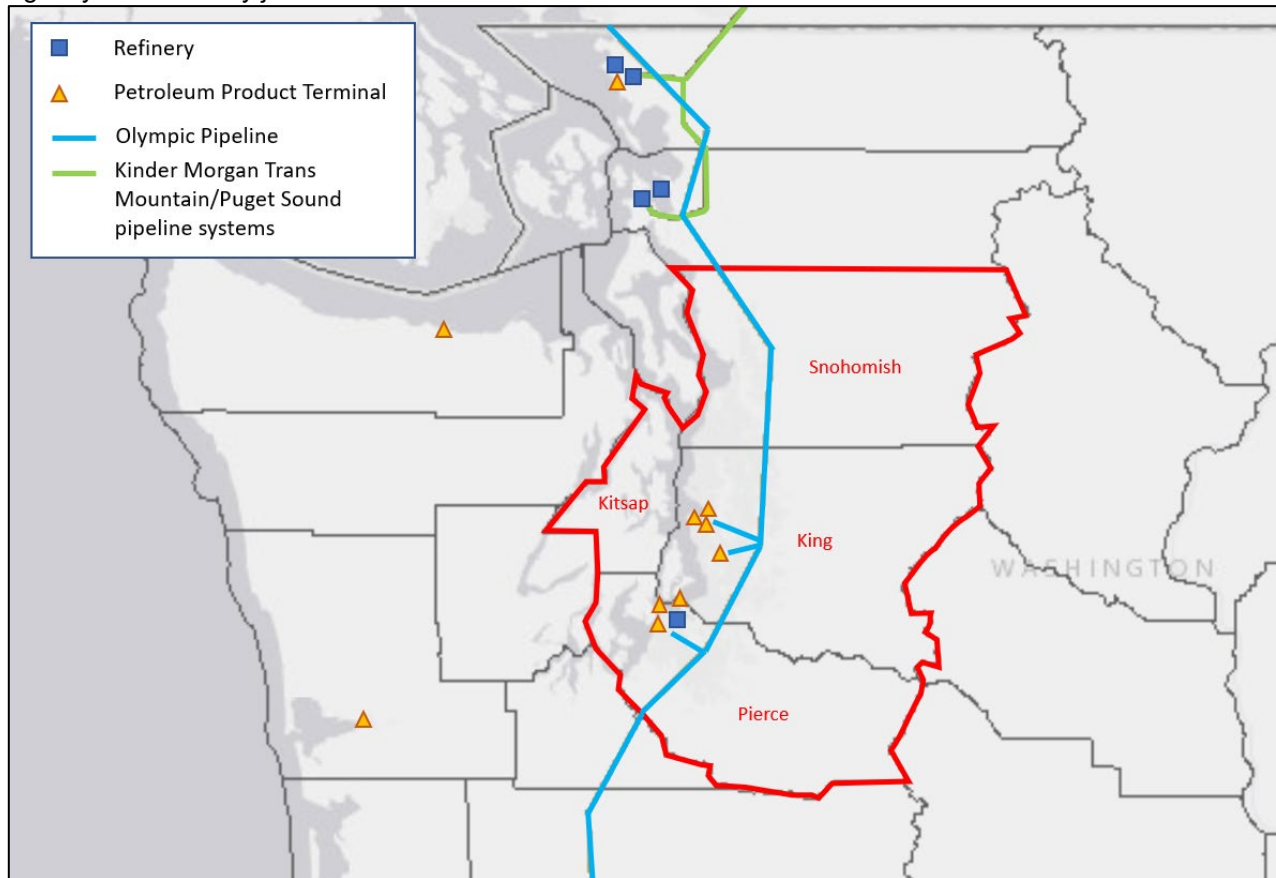 Refinery
Petroleum Product Terminal
Olympic Pipeline
Kinder Morgan Trans
Mountain/Puget Sound
pipeline systems
Snohomish
Kitsap
King
WASHINGTON
Pierce